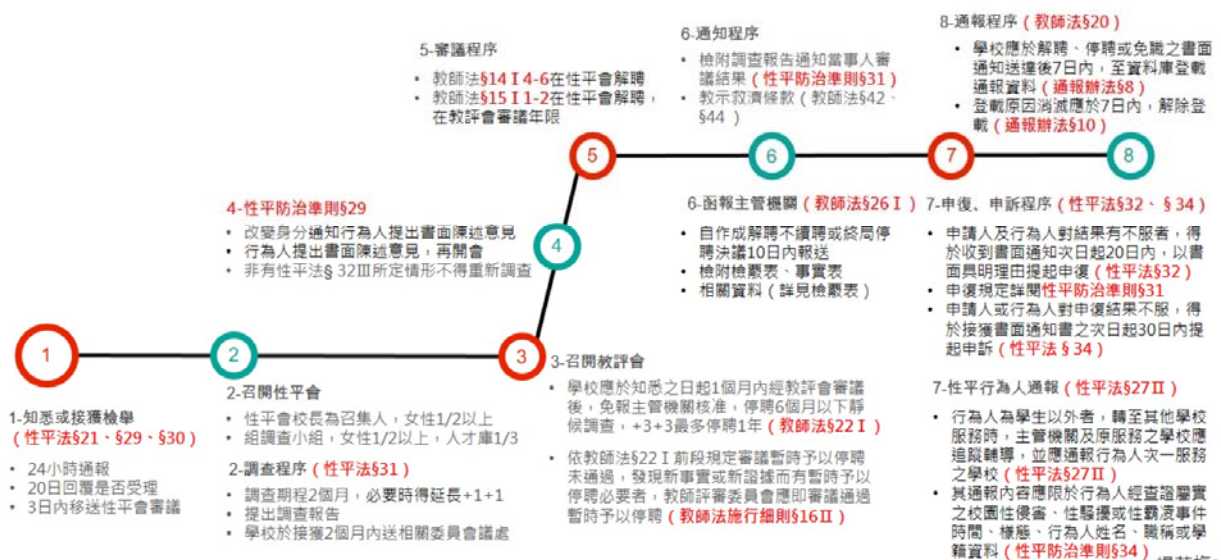 1
1-知悉或接獲檢舉
(性平法§21、§29、§30)
• 24小時通報
• 20日回覆是否受理
• 3日內移送性平會審議
2
2-召開性平會
• 性平會校長為召集人，女性1/2以上
• 組調查小組，女性1/2以上，人才庫1/3
2-調查程序 (性平法§31)
• 調查期程2個月，必要時得延長+1+1
• 提出調查報告
• 學校於接獲2個月內送相關委員會議處
3
3-召開教評會
• 學校應於知悉之日起1個月內經教評會審議
後，免報主管機關核准，停聘6個月以下靜
候調查，+3+3最多停聘1年 (教師法§22 I)
• 依教師法§22 I 前段規定審議暫時予以停聘
未通過，發現新事實或新證據而有暫時予以
停聘必要者，教師評審委員會應即審議通過
暫時予以停聘 (教師法施行細則§16II)
4-性平防治準則§29
• 改變身分通知行為人提出書面陳述意見
• 行為人提出書面陳述意見，再開會
• 非有性平法§ 32III所定情形不得重新調查
4
5-審議程序
• 教師法§14 I 4-6在性平會解聘
• 教師法§15 I 1-2在性平會解聘，
在教評會審議年限
5
6-通知程序
• 檢附調查報告通知當事人審
議結果 (性平防治準則§31)
• 教示救濟條款 (教師法§42、
§44 )
6
6-函報主管機關 (教師法§26 I )
• 自作成解聘不續聘或終局停
聘決議10日內報送
• 檢附檢覈表、事實表
• 相關資料 (詳見檢覈表)
7
7-申復、申訴程序 (性平法§32、 § 34)
• 申請人及行為人對結果有不服者，得
於收到書面通知次日起20日內，以書
面具明理由提起申復 (性平法§32)
• 申復規定詳閱性平防治準則§31
• 申請人或行為人對申復結果不服，得
於接獲書面通知書之次日起30日內提
起申訴 (性平法 § 34)
7-性平行為人通報 (性平法§27II)
• 行為人為學生以外者，轉至其他學校
服務時，主管機關及原服務之學校應
追蹤輔導，並應通報行為人次一服務
之學校 (性平法§27II)
• 其通報內容應限於行為人經查證屬實
之校園性侵害、性騷擾或性霸凌事件
時間、樣態、行為人姓名、職稱或學
籍資料 (性平防治準則§34)
8-通報程序 (教師法§20)
• 學校應於解聘、停聘或免職之書面
通知送達後7日內，至資料庫登載
通報資料 (通報辦法§8)
• 登載原因消滅應於7日內，解除登
載 (通報辦法§10)
8